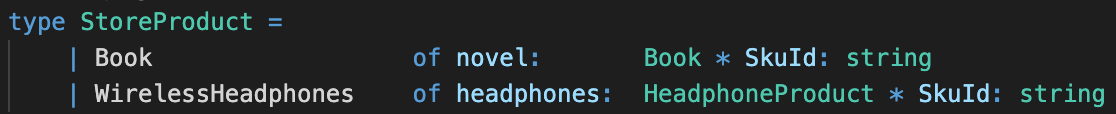 type StoreProduct =
| Book of novel: Book * SkuId: string
| WirelessHeadphones of headphones: HeadphoneProduct * SkuId: string